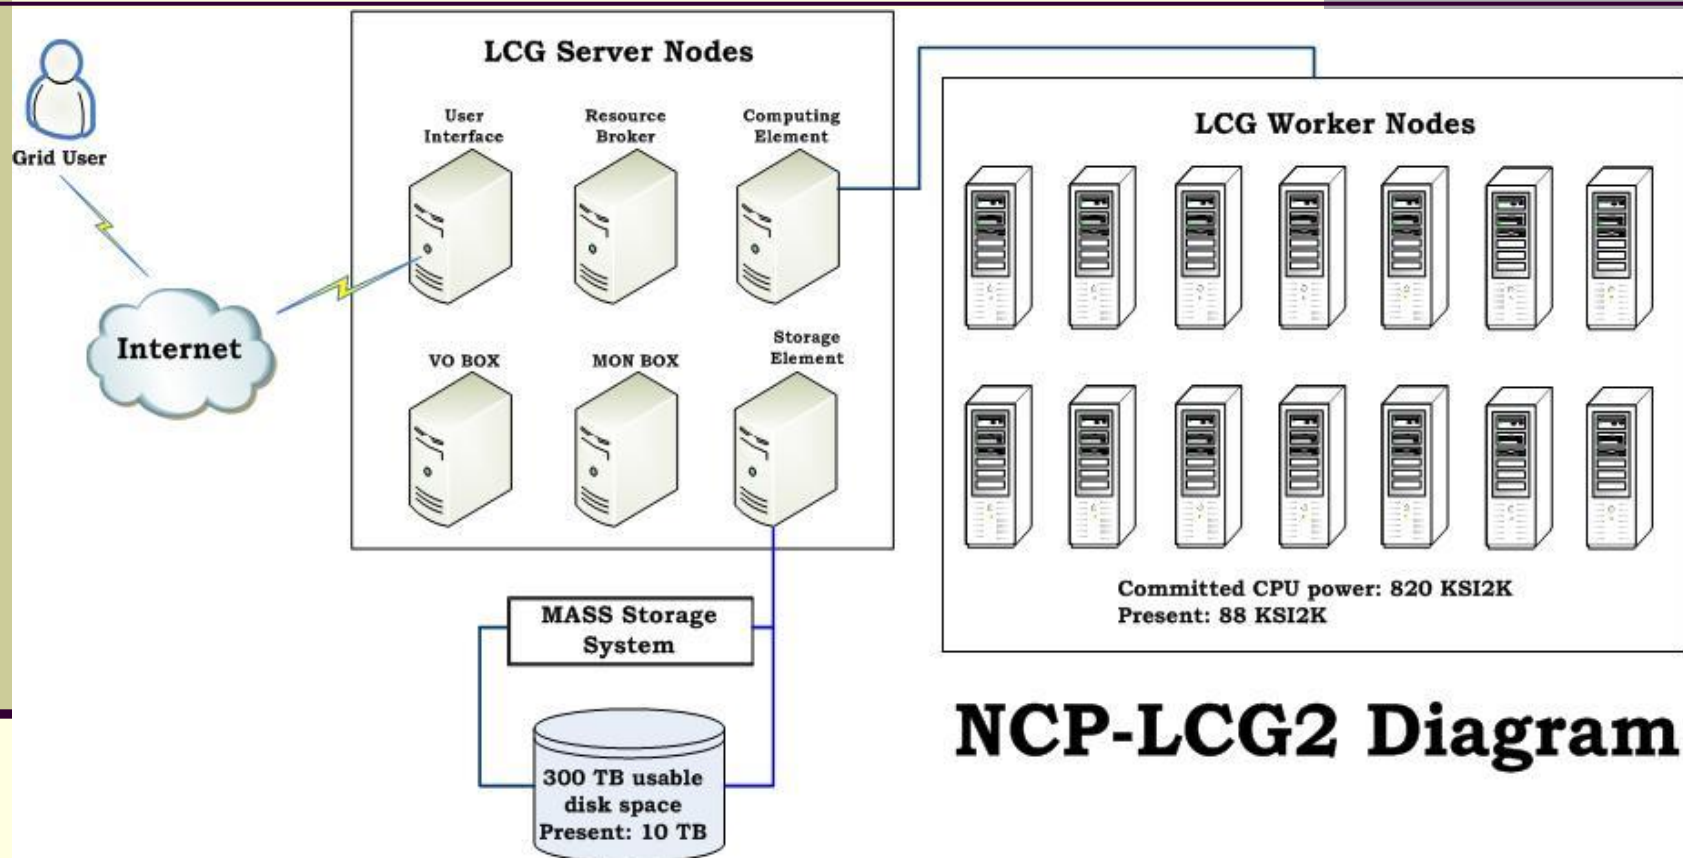 LCG Server Nodes
User
Interface
Resource
Broker
Computing
Element
Grid User
LCG Worker Nodes
Internet
VO BOX
MON BOX
Storage
Element
Committed CPU power: 820 KSI2K
Present: 88 KSI2K
MASS Storage
System
300 TB usable
disk space
Present: 10 TB
NCP-LCG2 Diagram